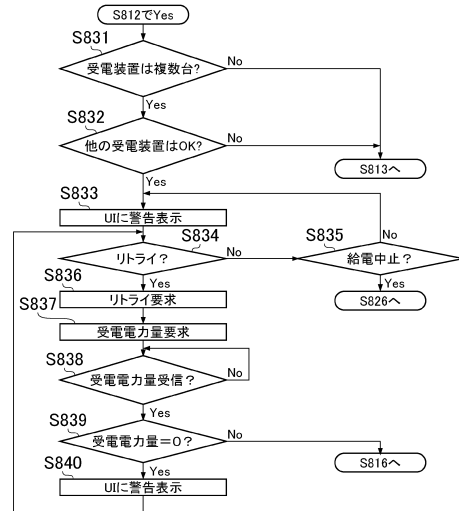 S812でYes
S831
受電装置は複数台?
No
Yes
S832
他の受電装置はOK?
No
Yes
S813へ
S833
UIに警告表示
No
S834
S835
リトライ?
No
給電中止?
Yes
Yes
S836
リトライ要求
S826へ
S837
受電電力量要求
S838
受電電力量受信?
No
Yes
S839
受電電力量=0?
No
Yes
S816へ
S840
UIに警告表示